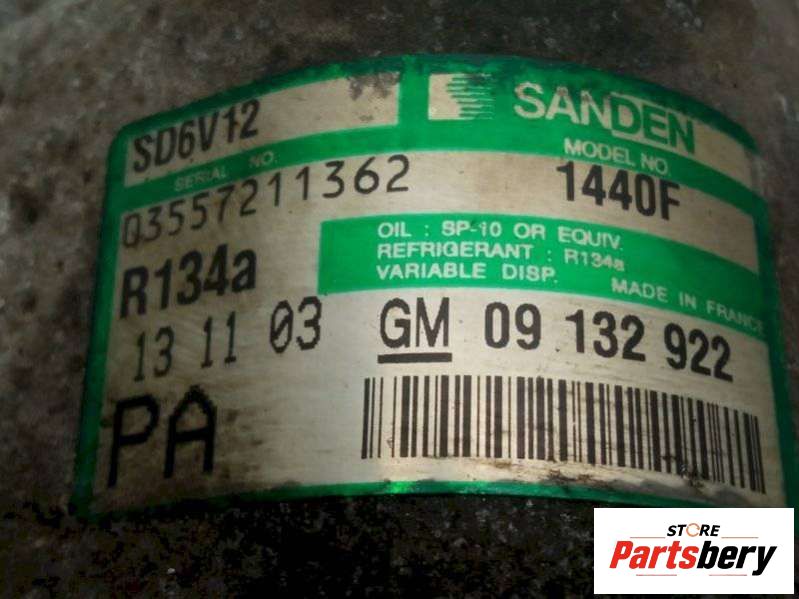 SD6V12
SANDEN
SERIAL NO.
MODEL NO.
03557211362
1440F
OIL : SP-10 OR EQUIV.
REFRIGERANT : R134a
VARIABLE DISP.
MADE IN FRANCE
R134a
13 11 03
GM 09 132 922
PA
STORE
Partsbery